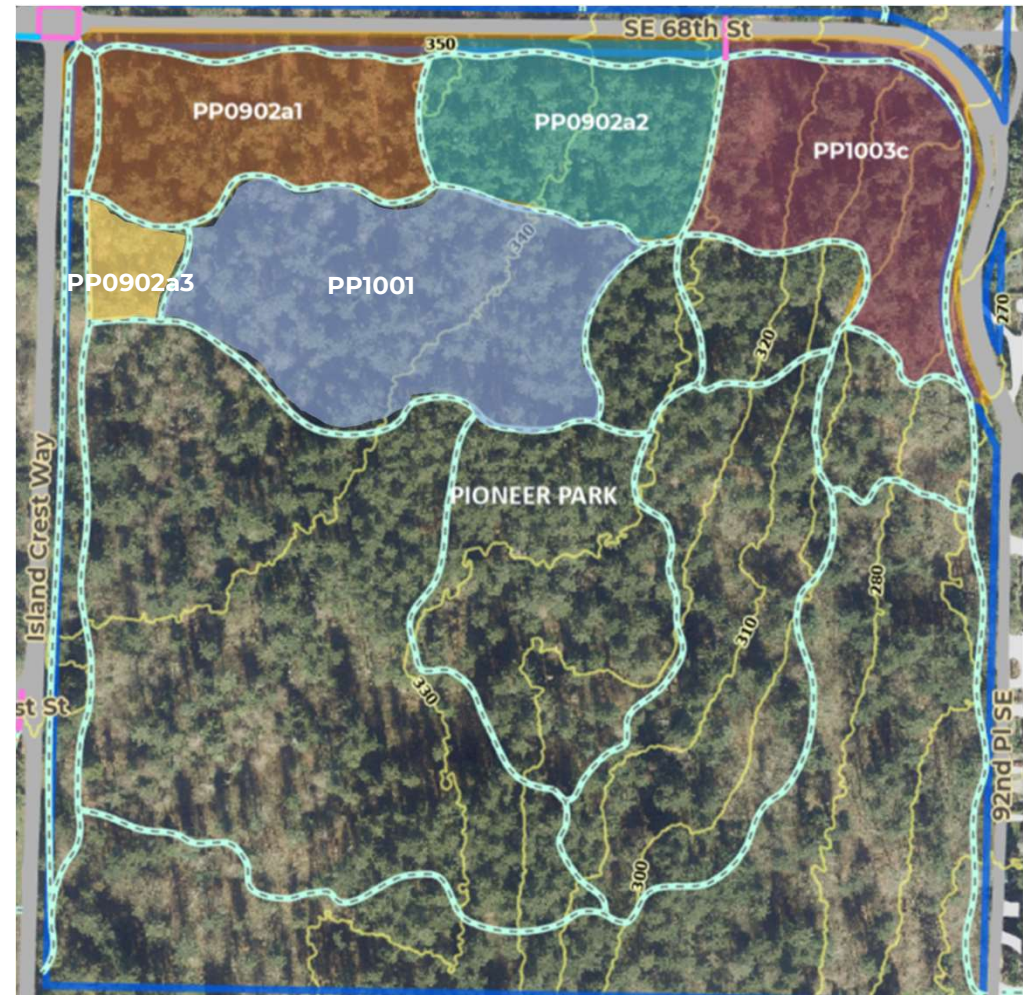 SE 68th St
350
PP0902a1
PP0902a2
PP1003c
340
PP0902a3
PP1001
270
320
Island Crest Way
PIONEER PARK
280
310
330
st St
92nd Pl SE
300